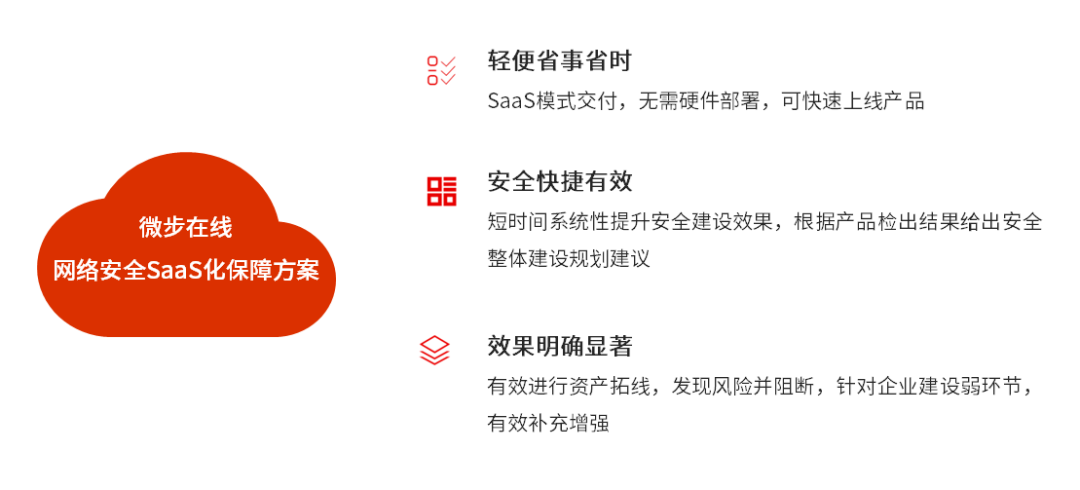 微步在线
网络安全SaaS化保障方案
轻便省事省时
SaaS模式交付，无需硬件部署，可快速上线产品
安全快捷有效
短时间系统性提升安全建设效果，根据产品检出结果给出安全
整体建设规划建议
效果明确显著
有效进行资产拓线，发现风险并阻断，针对企业建设弱环节，
有效补充增强